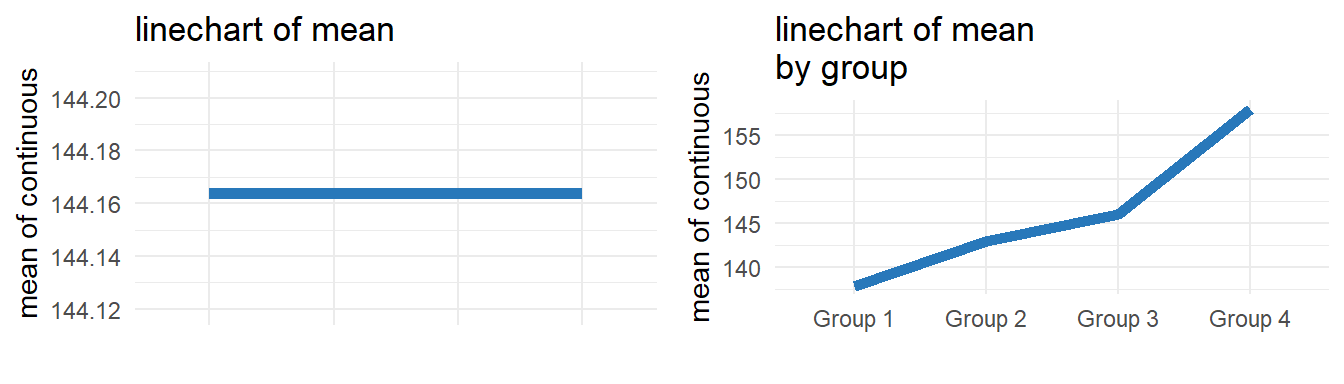 linechart of mean
mean of continuous
144.20
144.18
144.16
144.14
144.12
linechart of mean
by group
mean of continuous
155
150
145
140
Group 1 Group 2 Group 3 Group 4